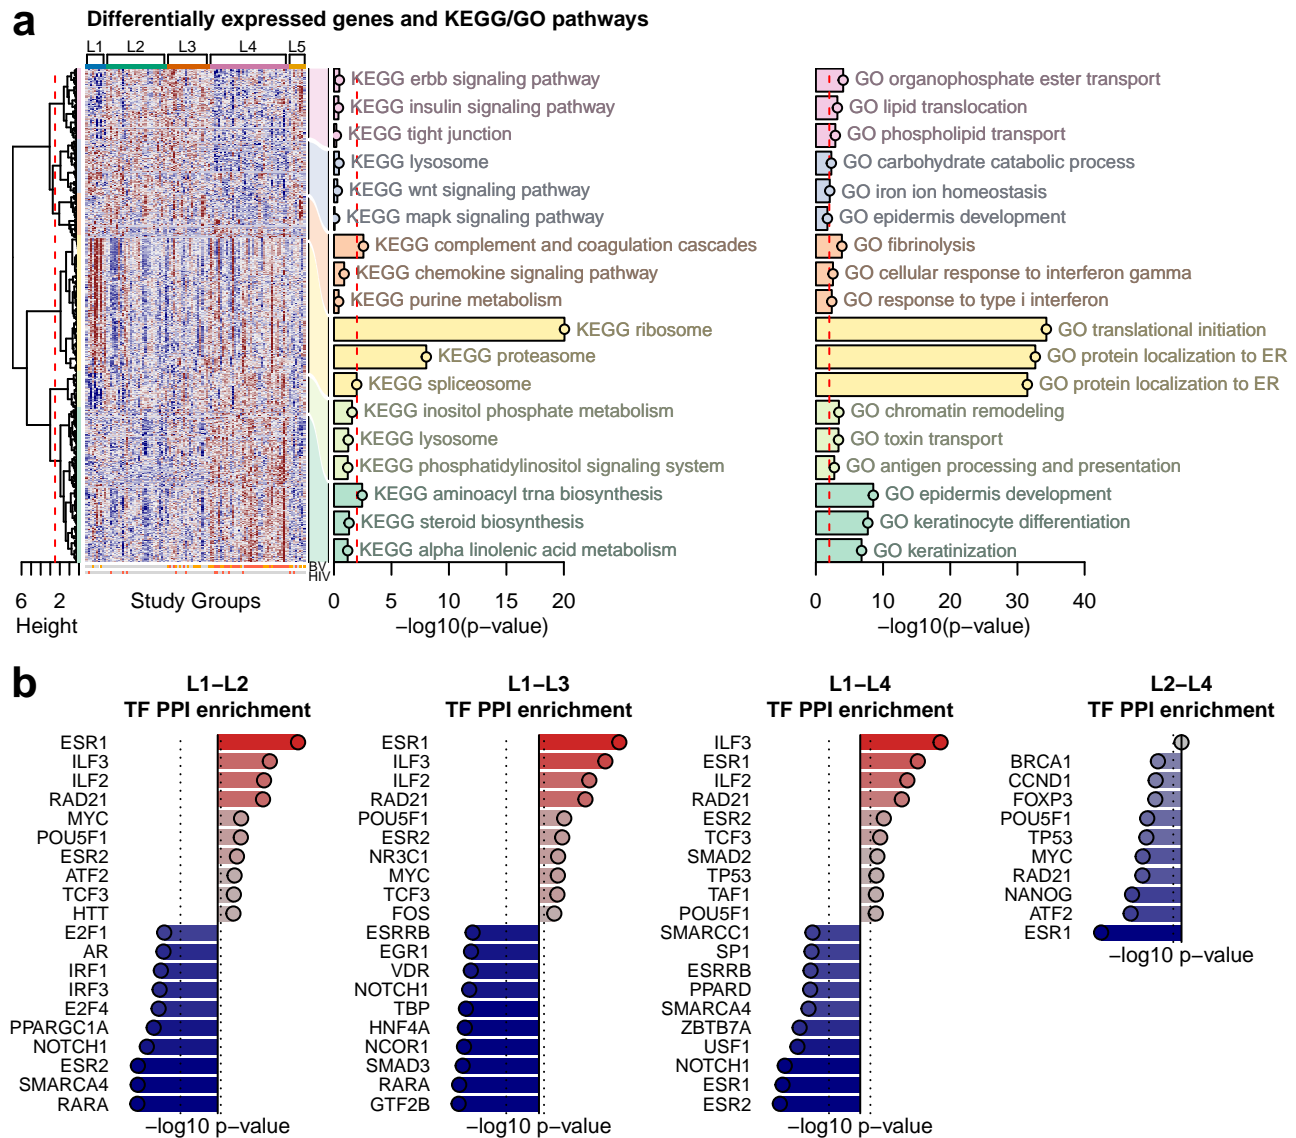 a
Differentially expressed genes and KEGG/GO pathways
L1 L2 L3 L4 L5
KEGG erbb signaling pathway
KEGG insulin signaling pathway
KEGG tight junction
KEGG lysosome
KEGG wnt signaling pathway
KEGG mapk signaling pathway
KEGG complement and coagulation cascades
KEGG chemokine signaling pathway
KEGG purine metabolism
KEGG ribosome
KEGG proteasome
KEGG spliceosome
KEGG inositol phosphate metabolism
KEGG lysosome
KEGG phosphatidylinositol signaling system
KEGG aminoacyl trna biosynthesis
KEGG steroid biosynthesis
KEGG alpha linolenic acid metabolism
GO organophosphate ester transport
GO lipid translocation
GO phospholipid transport
GO carbohydrate catabolic process
GO iron ion homeostasis
GO epidermis development
GO fibrinolysis
GO cellular response to interferon gamma
GO response to type i interferon
GO translational initiation
GO protein localization to ER
GO protein localization to ER
GO chromatin remodeling
GO toxin transport
GO antigen processing and presentation
GO epidermis development
GO keratinocyte differentiation
GO keratinization
BV
HIV
6 2
Height
Study Groups
0 5 10 15 20
−log10(p−value)
0 10 20 30 40
−log10(p−value)
b
L1−L2
TF PPI enrichment
ESR1
ILF3
ILF2
RAD21
MYC
POU5F1
ESR2
ATF2
TCF3
HTT
E2F1
AR
IRF1
IRF3
E2F4
PPARGC1A
NOTCH1
ESR2
SMARCA4
RARA
−log10 p−value
L1−L3
TF PPI enrichment
ESR1
ILF3
ILF2
RAD21
POU5F1
ESR2
NR3C1
MYC
TCF3
FOS
ESRRB
EGR1
VDR
NOTCH1
TBP
HNF4A
NCOR1
SMAD3
RARA
GTF2B
−log10 p−value
L1−L4
TF PPI enrichment
ILF3
ESR1
ILF2
RAD21
ESR2
TCF3
SMAD2
TP53
TAF1
POU5F1
SMARCC1
SP1
ESRRB
PPARD
SMARCA4
ZBTB7A
USF1
NOTCH1
ESR1
ESR2
−log10 p−value
L2−L4
TF PPI enrichment
BRCA1
CCND1
FOXP3
POU5F1
TP53
MYC
RAD21
NANOG
ATF2
ESR1
−log10 p−value